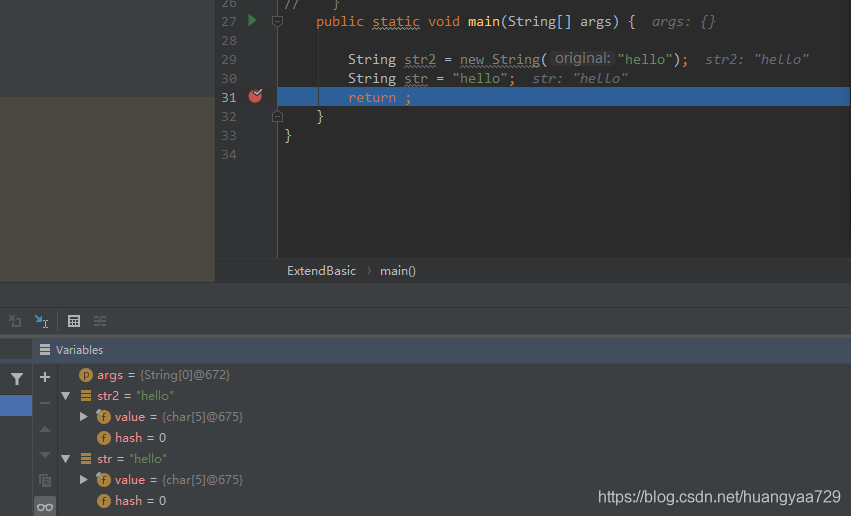 26 // }
27 public static void main(String[] args) { args: {}
28
29 String str2 = new String( original: "hello"); str2: "hello"
30 String str = "hello"; str: "hello"
31 return ;
32 }
33 }
34
ExtendBasic › main()
Variables
p args = {String[0]@672}
str2 = "hello"
f value = {char[5]@675}
f hash = 0
str = "hello"
f value = {char[5]@675}
f hash = 0
https://blog.csdn.net/huangyaa729